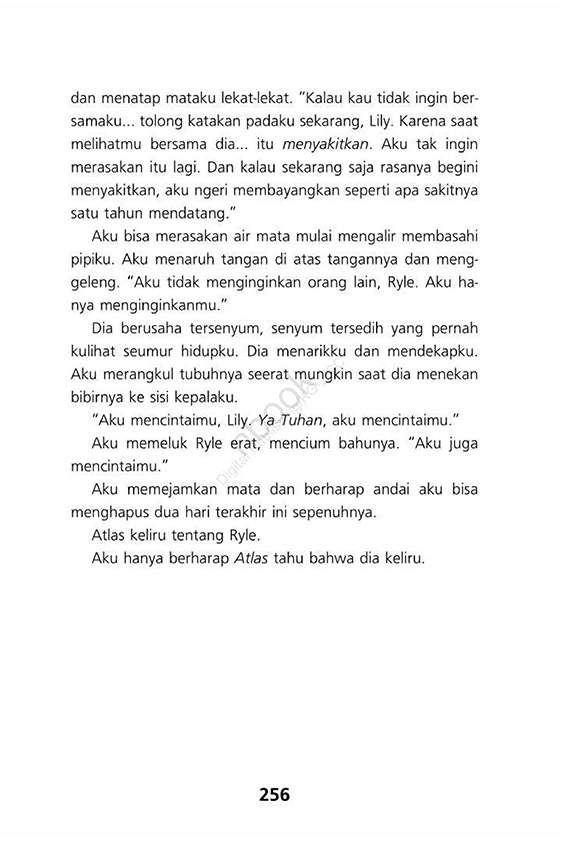 dan menatap mataku lekat-lekat. “Kalau kau tidak ingin ber-
samaku... tolong katakan padaku sekarang, Lily. Karena saat
melihatmu bersama dia... itu menyakitkan. Aku tak ingin
merasakan itu lagi. Dan kalau sekarang saja rasanya begini
menyakitkan, aku ngeri membayangkan seperti apa sakitnya
satu tahun mendatang.”
Aku bisa merasakan air mata mulai mengalir membasahi
pipiku. Aku menaruh tangan di atas tangannya dan meng-
geleng. “Aku tidak menginginkan orang lain, Ryle. Aku ha-
nya menginginkanmu.”
Dia berusaha tersenyum, senyum tersedih yang pernah
kulihat seumur hidupku. Dia menarikku dan mendekapku.
Aku merangkul tubuhnya seerat mungkin saat dia menekan
bibirnya ke sisi kepalaku.
“Aku mencintaimu, Lily. Ya Tuhan, aku mencintaimu.”
Aku memeluk Ryle erat, mencium bahunya. “Aku juga
mencintaimu.”
Aku memejamkan mata dan berharap andai aku bisa
menghapus dua hari terakhir ini sepenuhnya.
Atlas keliru tentang Ryle.
Aku hanya berharap Atlas tahu bahwa dia keliru.
256